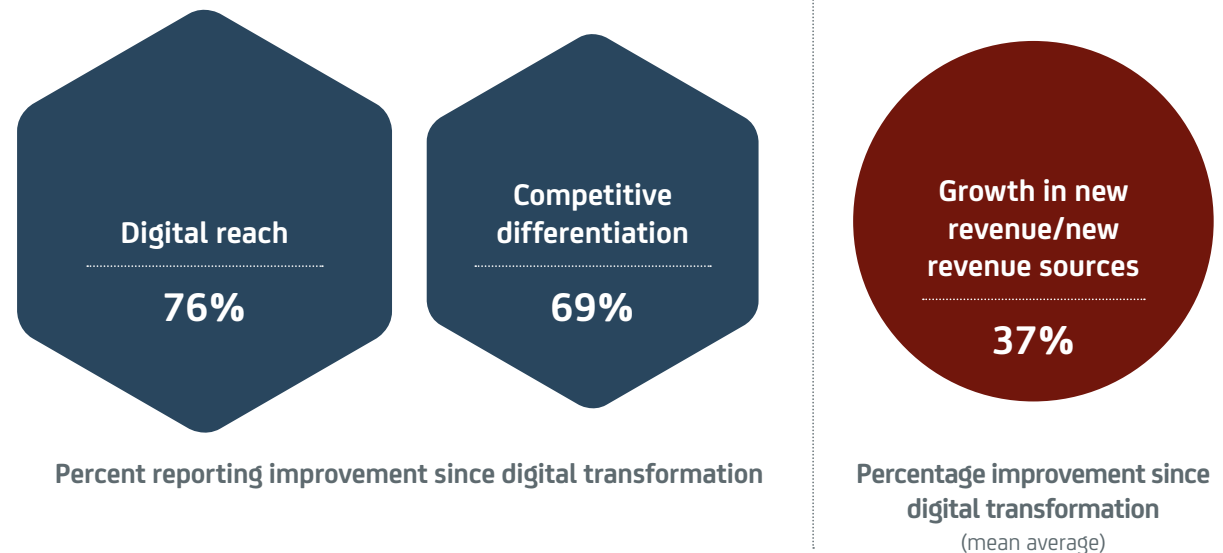 Digital reach
76%
Competitive
differentiation
69%
Percent reporting improvement since digital transformation
Growth in new
revenue/new
revenue sources
37%
Percentage improvement since
digital transformation
(mean average)